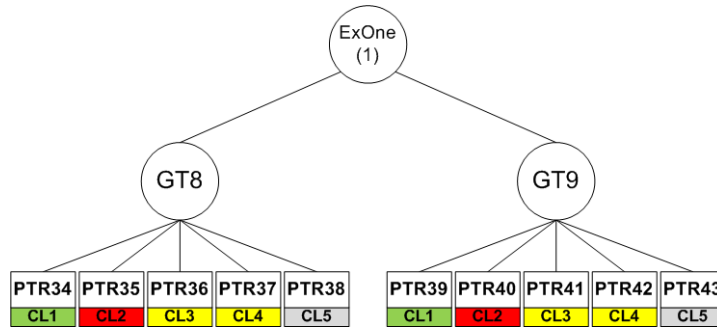 ExOne
(1)
GT8
GT9
PTR34 PTR35 PTR36 PTR37 PTR38 PTR39 PTR40 PTR41 PTR42 PTR43
CL1 CL2 CL3 CL4 CL5 CL1 CL2 CL3 CL4 CL5